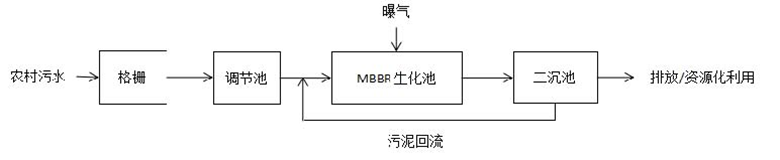 曝气
农村污水
格栅
调节池
MBBR生化池
二沉池
排放/资源化利用
污泥回流